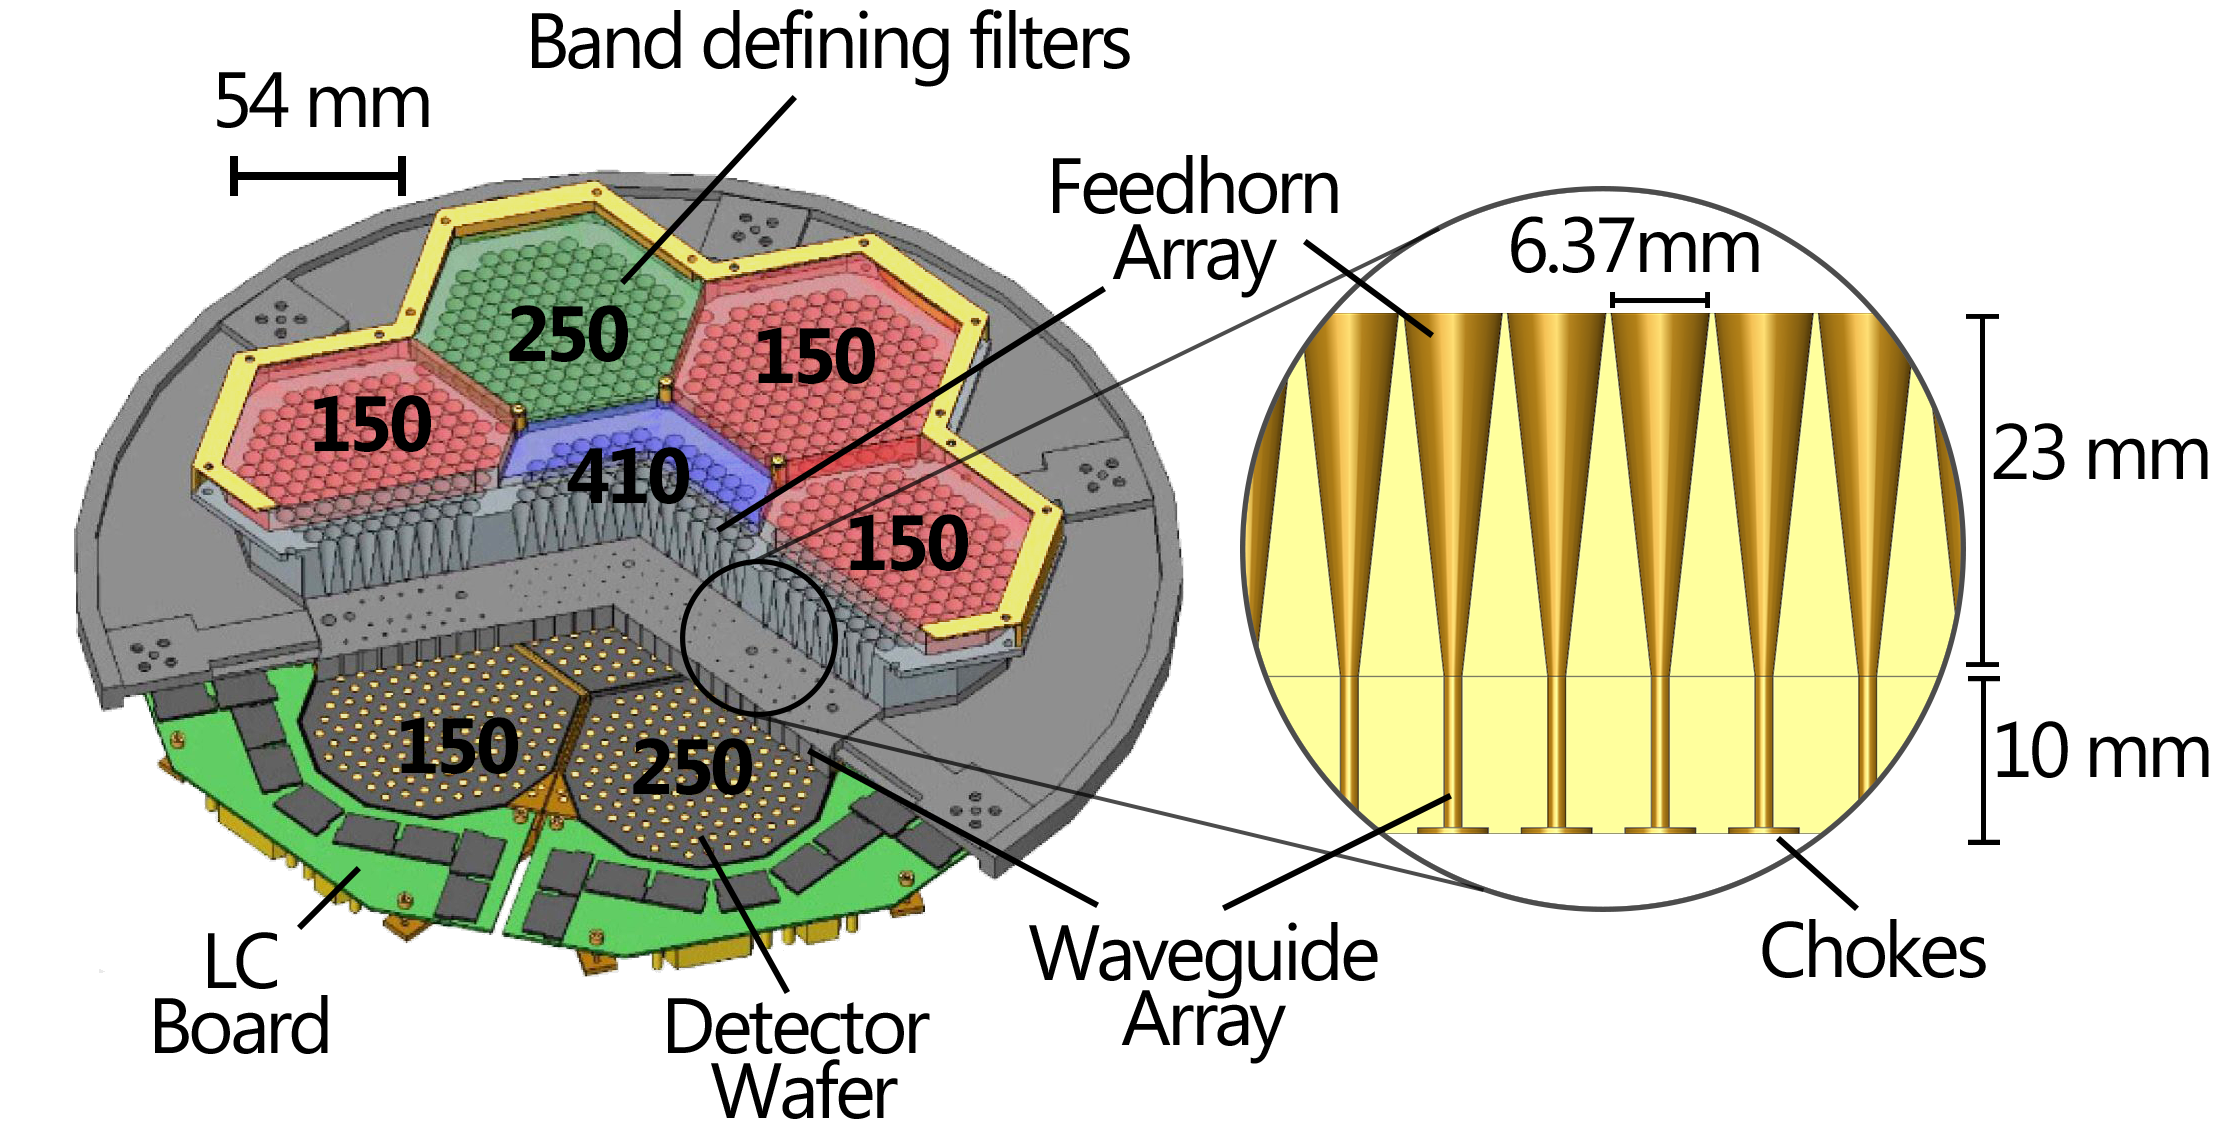 Band defining filters
54 mm
Feedhorn
Array
6.37mm
250
150
150
410
150
23 mm
150
250
10 mm
LC
Board
Detector
Wafer
Waveguide
Array
Chokes